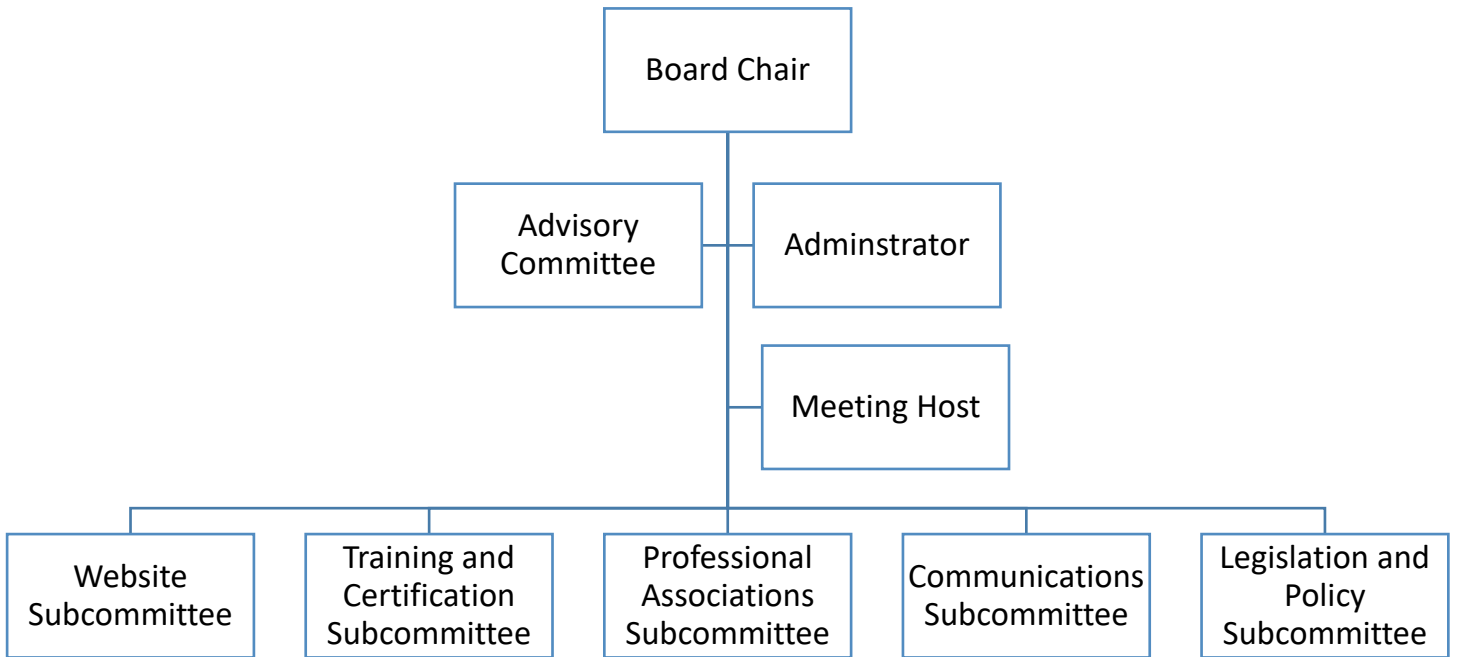 Board Chair
Advisory
Committee
Adminstrator
Meeting Host
Website
Subcommittee
Training and
Certification
Subcommittee
Professional
Associations
Subcommittee
Communications
Subcommittee
Legislation and
Policy
Subcommittee